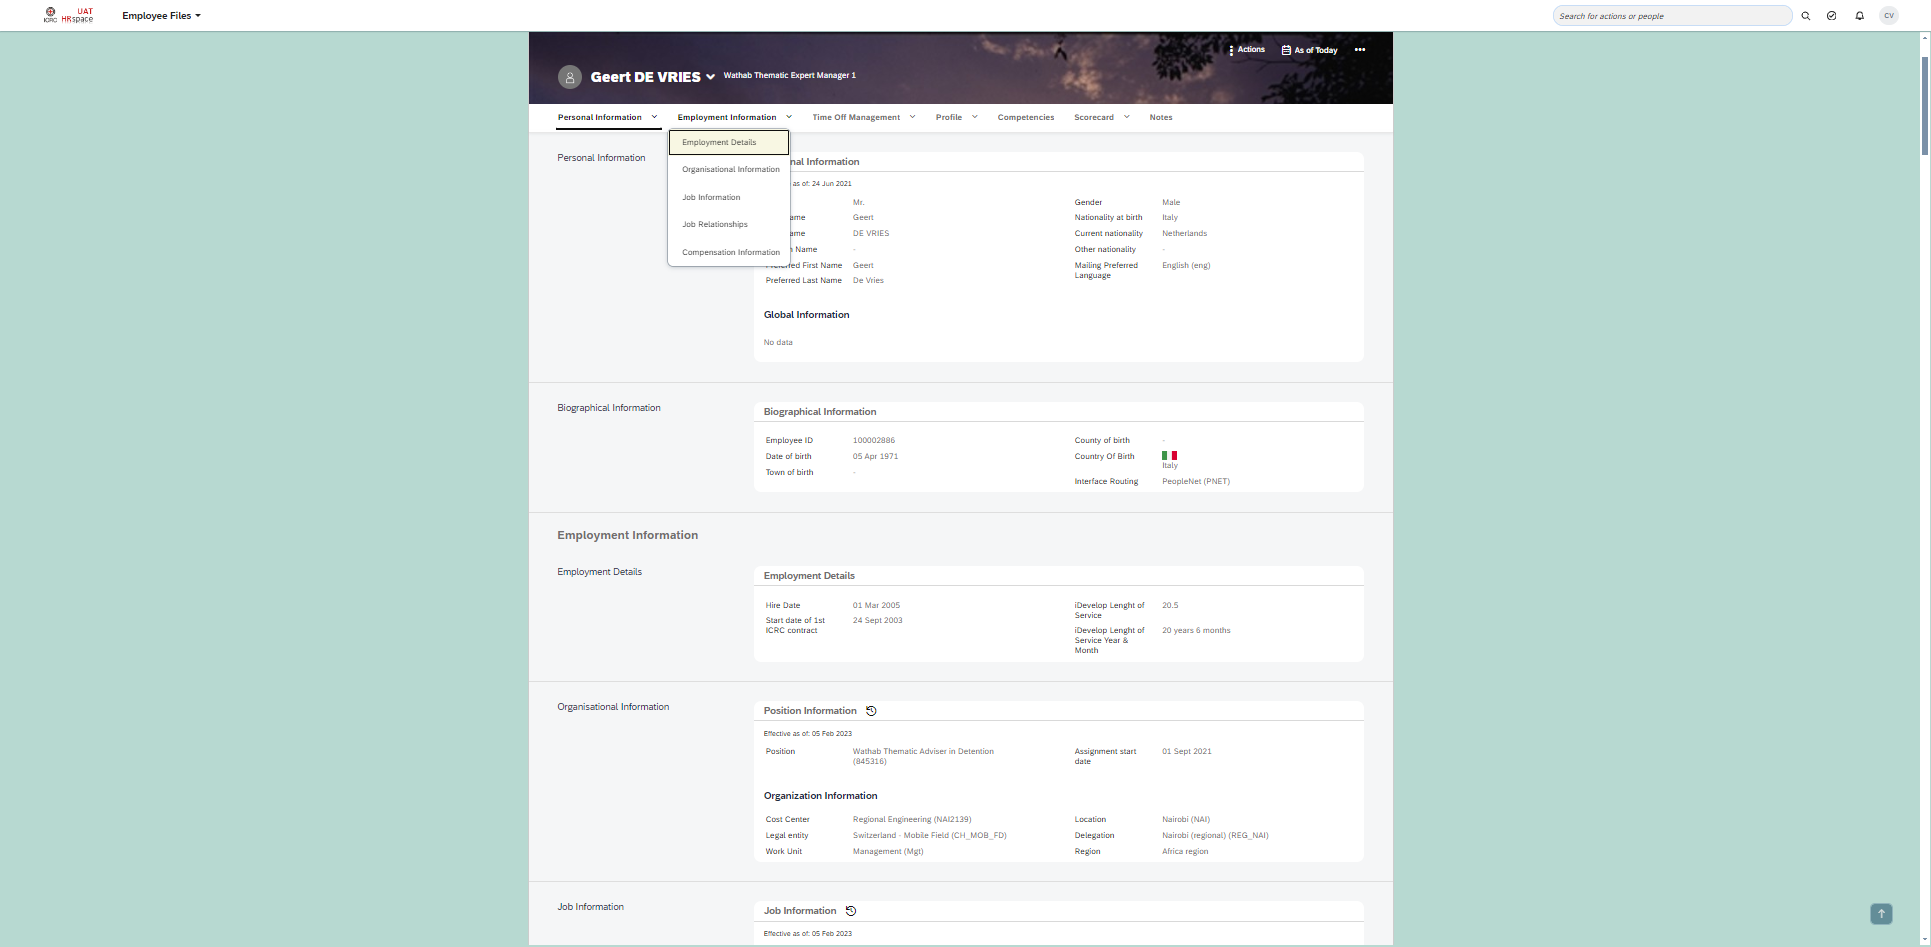 ICRC
UAT
HRspace
Employee Files
Search for actions or people
CV
Actions
As of Today
Geert DE VRIES
Wathab Thematic Expert Manager 1
Personal Information
Employment Information
Time Off Management
Profile
Competencies
Scorecard
Notes
Employment Details
Organisational Information
Job Information
Job Relationships
Compensation Information
Personal Information
nal Information
as of: 24 Jun 2021
Mr.
ame Geert
ame DE VRIES
Name -
Preferred First Name Geert
Preferred Last Name De Vries
Gender Male
Nationality at birth Italy
Current nationality Netherlands
Other nationality -
Mailing Preferred
Language
English (eng)
Global Information
No data
Biographical Information
Biographical Information
Employee ID 100002886
Date of birth 05 Apr 1971
Town of birth -
County of birth -
Country Of Birth
Italy
Interface Routing PeopleNet (PNET)
Employment Information
Employment Details
Employment Details
Hire Date 01 Mar 2005
Start date of 1st
ICRC contract
24 Sept 2003
iDevelop Lenght of
Service
20.5
iDevelop Lenght of
Service Year &
Month
20 years 6 months
Organisational Information
Position Information
Effective as of: 05 Feb 2023
Position
Wathab Thematic Adviser in Detention
(845316)
Assignment start
date
01 Sept 2021
Organization Information
Cost Center Regional Engineering (NAI2139)
Legal entity Switzerland - Mobile Field (CH_MOB_FD)
Work Unit Management (Mgt)
Location Nairobi (NAI)
Delegation Nairobi (regional) (REG_NAI)
Region Africa region
Job Information
Job Information
Effective as of: 05 Feb 2023